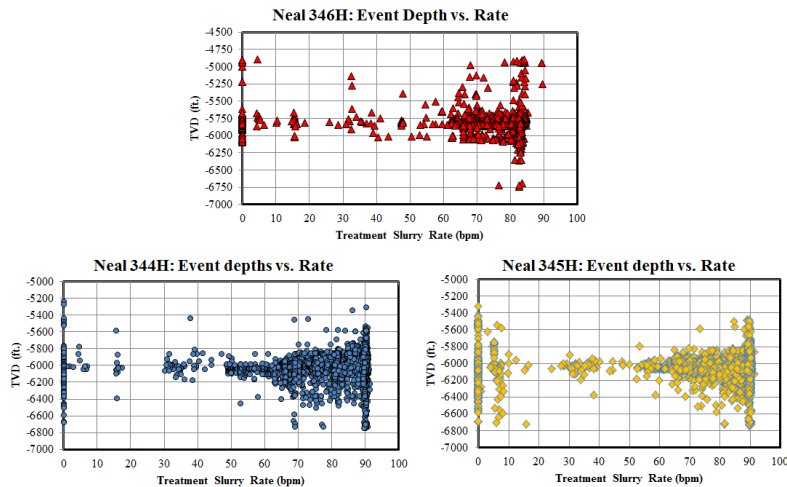 Neal 346H: Event Depth vs. Rate
TVD (ft.)
-4500
-4750
-5000
-5250
-5500
-5750
-6000
-6250
-6500
-6750
-7000
0 10 20 30 40 50 60 70 80 90 100
Treatment Slurry Rate (bpm)
Neal 344H: Event depths vs. Rate
TVD (ft.)
-5000
-5200
-5400
-5600
-5800
-6000
-6200
-6400
-6600
-6800
-7000
0 10 20 30 40 50 60 70 80 90 100
Treatment Slurry Rate (bpm)
Neal 345H: Event depth vs. Rate
TVD (ft.)
-5000
-5200
-5400
-5600
-5800
-6000
-6200
-6400
-6600
-6800
-7000
0 10 20 30 40 50 60 70 80 90 100
Treatment Slurry Rate (bpm)